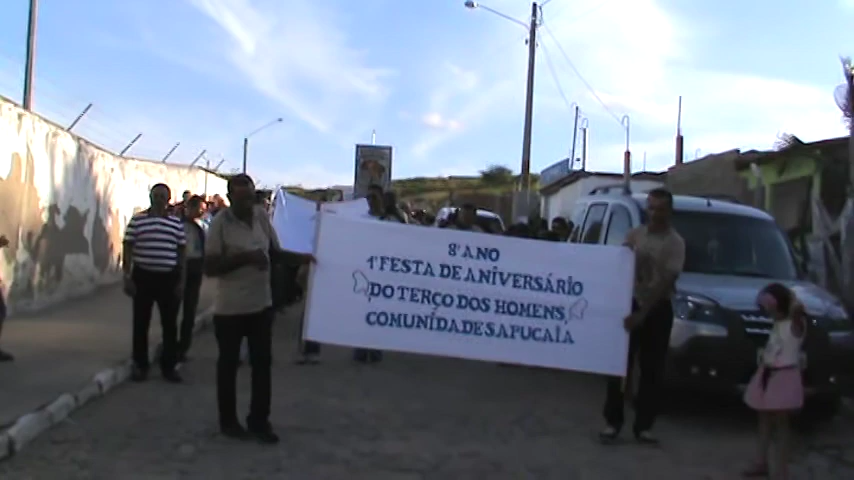 8º ANO
1ª FESTA DE ANIVERSÁRIO
DO TERÇO DOS HOMENS,
COMUNIDADE SAPUCAIA